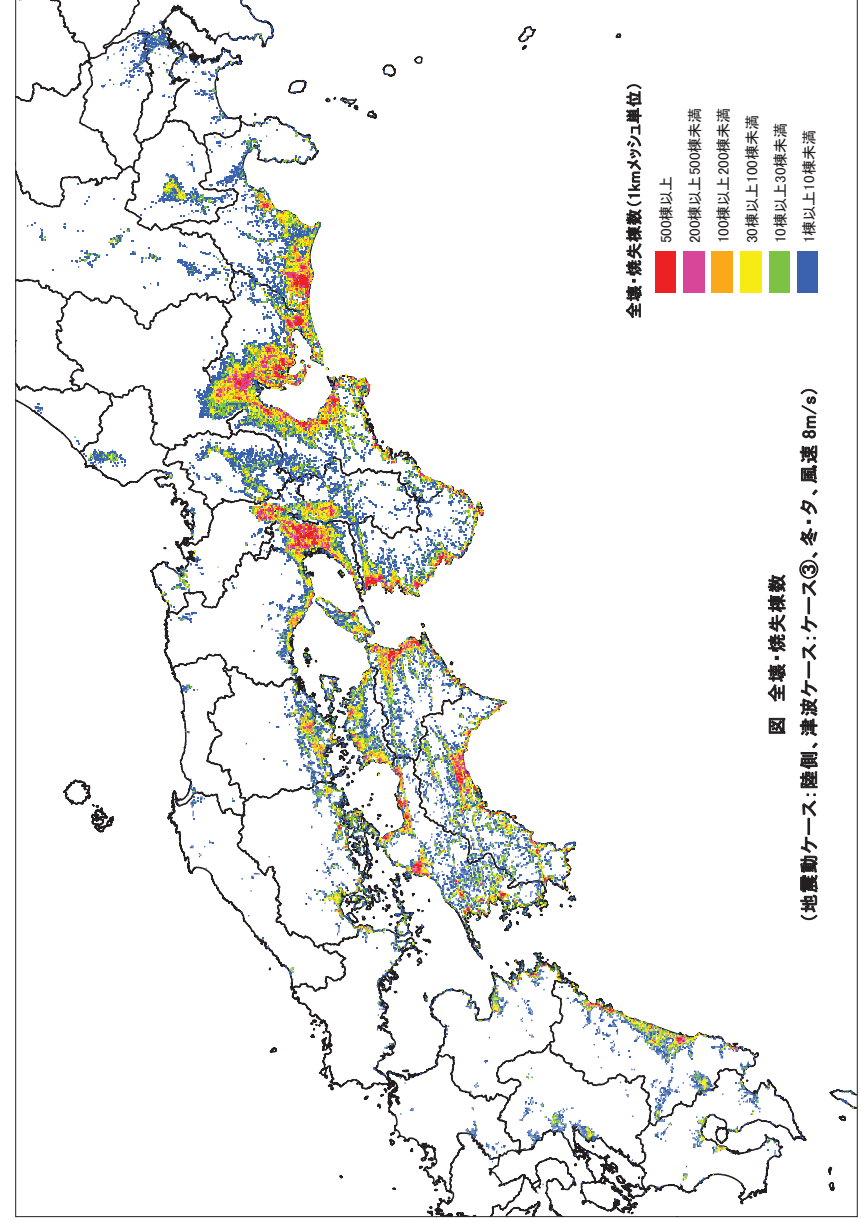 全壊・焼失棟数(1kmメッシュ単位)
500棟以上
200棟以上500棟未満
100棟以上200棟未満
30棟以上100棟未満
10棟以上30棟未満
1棟以上10棟未満
図 全壊・焼失棟数
(地震動ケース:陸側、津波ケース:ケース③、冬・夕、風速 8m/s)